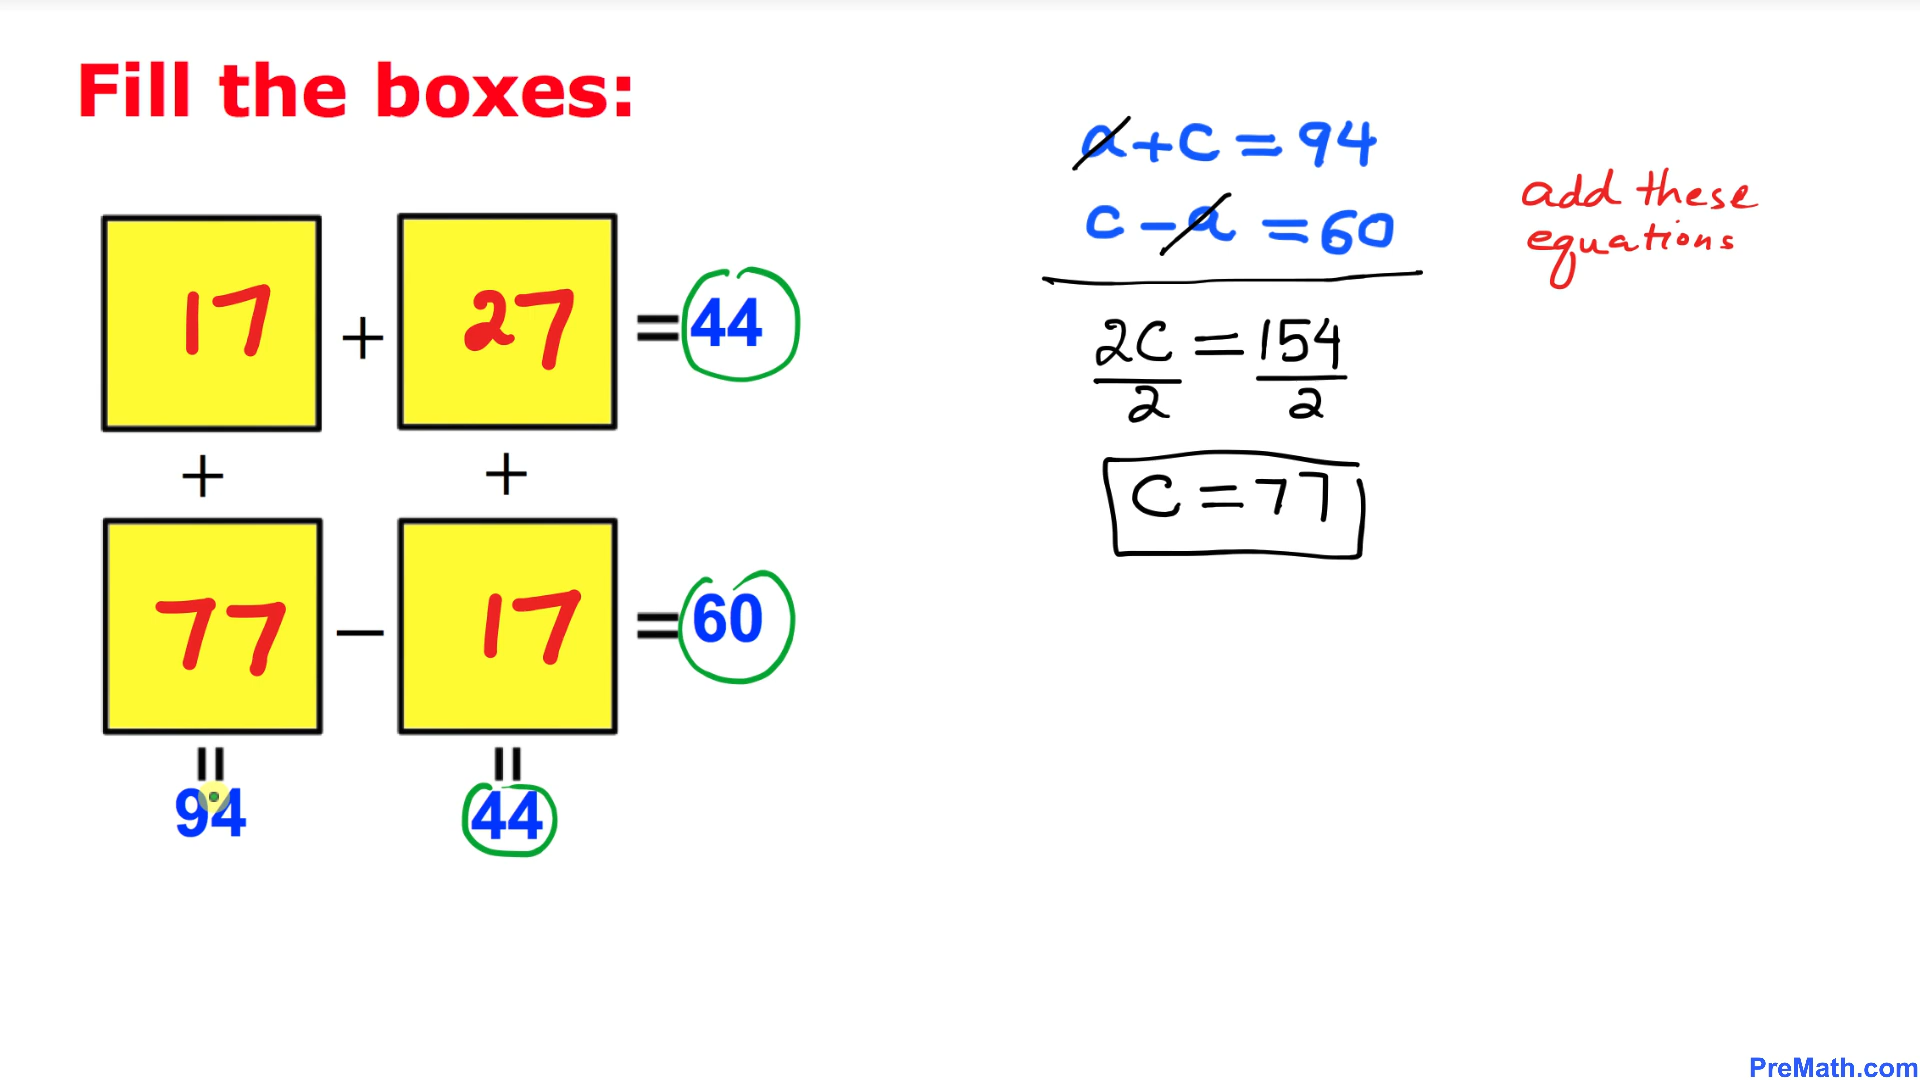 Fill the boxes:
17 + 27 = 44
+ +
77 – 17 = 60
= =
94 44
a + c = 94
c – a = 60
add these
equations
2C = 154
2 2
C = 77
PreMath.com